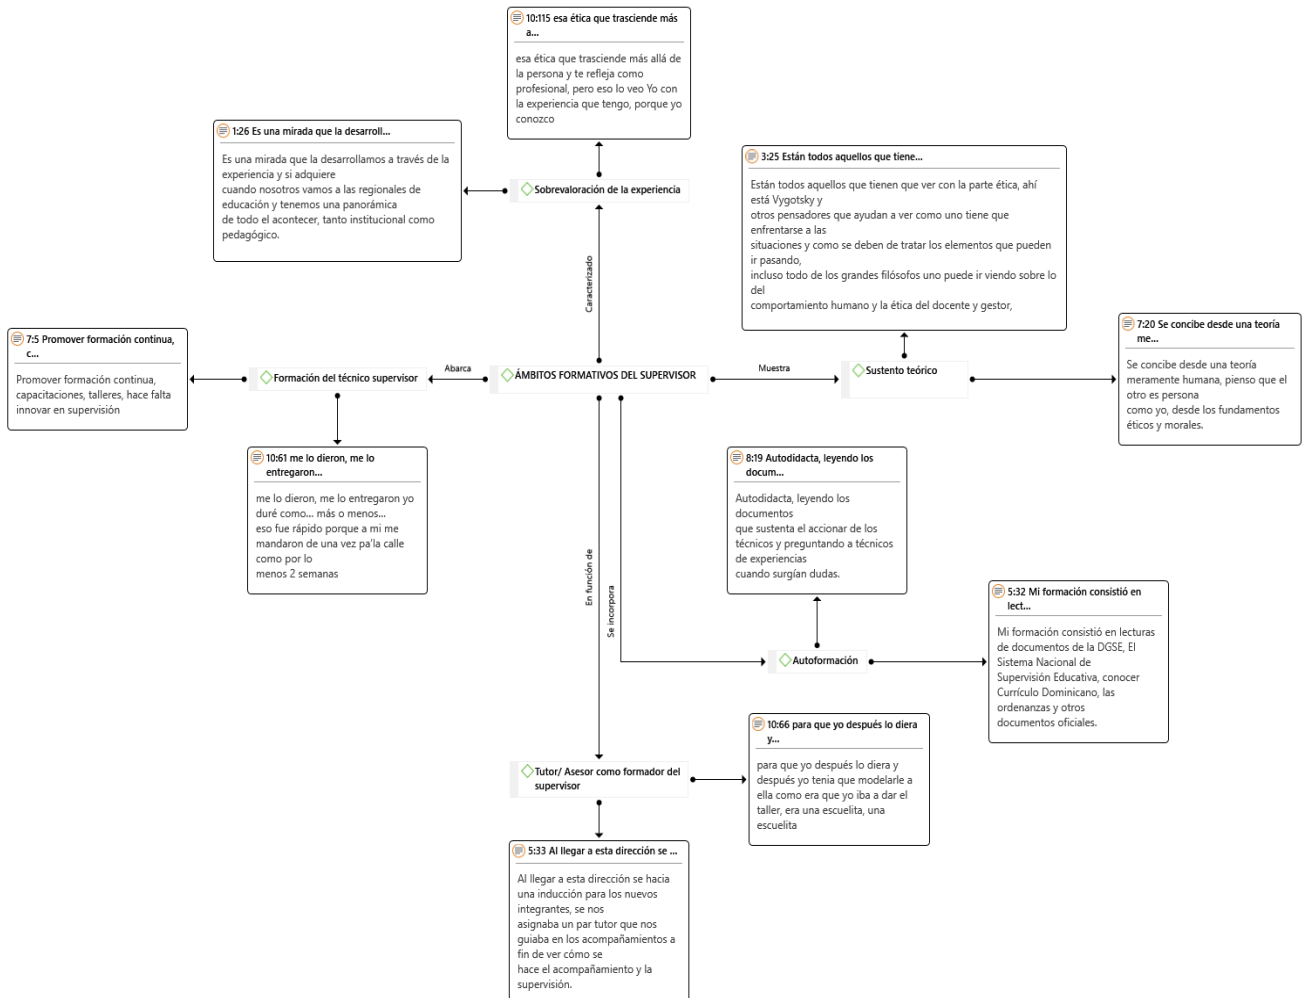 10:115 esa ética que trasciende más
a...
esa ética que trasciende más allá de
la persona y te refleja como
profesional, pero eso lo veo Yo con
la experiencia que tengo, porque yo
conozco
1:26 Es una mirada que la desarroll...
Es una mirada que la desarrollamos a través de la
experiencia y si adquiere
cuando nosotros vamos a las regionales de
educación y tenemos una panorámica
de todo el acontecer, tanto institucional como
pedagógico.
Sobrevaloración de la experiencia
3:25 Están todos aquellos que tiene...
Están todos aquellos que tienen que ver con la parte ética, ahí
está Vygotsky y
otros pensadores que ayudan a ver como uno tiene que
enfrentarse a las
situaciones y como se deben de tratar los elementos que pueden
ir pasando,
incluso todo de los grandes filósofos uno puede ir viendo sobre lo
del
comportamiento humano y la ética del docente y gestor,
Caracterizado
7:5 Promover formación continua,
c...
Promover formación continua,
capacitaciones, talleres, hace falta
innovar en supervisión
Formación del técnico supervisor
Abarca
ÁMBITOS FORMATIVOS DEL SUPERVISOR
Muestra
Sustento teórico
7:20 Se concibe desde una teoría
me...
Se concibe desde una teoría
meramente humana, pienso que el
otro es persona
como yo, desde los fundamentos
éticos y morales.
10:61 me lo dieron, me lo
entregaron...
me lo dieron, me lo entregaron yo
duré como... más o menos...
eso fue rápido porque a mi me
mandaron de una vez pa'la calle
como por lo
menos 2 semanas
8:19 Autodidacta, leyendo los
docum...
Autodidacta, leyendo los
documentos
que sustenta el accionar de los
técnicos y preguntando a técnicos
de experiencias
cuando surgían dudas.
En función de
Se incorpora
5:32 Mi formación consistió en
lect...
Mi formación consistió en lecturas
de documentos de la DGSE, El
Sistema Nacional de
Supervisión Educativa, conocer
Currículo Dominicano, las
ordenanzas y otros
documentos oficiales.
Autoformación
10:66 para que yo después lo diera
y...
para que yo después lo diera y
después yo tenia que modelarle a
ella como era que yo iba a dar el
taller, era una escuelita, una
escuelita
Tutor/ Asesor como formador del
supervisor
5:33 Al llegar a esta dirección se ...
Al llegar a esta dirección se hacia
una inducción para los nuevos
integrantes, se nos
asignaba un par tutor que nos
guiaba en los acompañamientos a
fin de ver cómo se
hace el acompañamiento y la
supervisión.